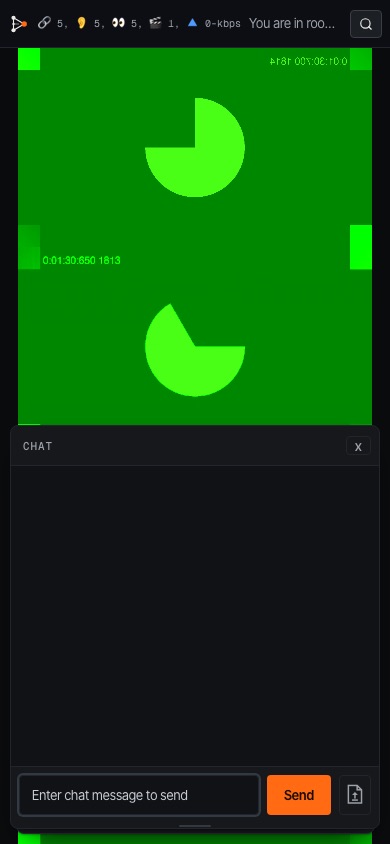 🔗 5, 👂 5, 👀 5, 🎬 1, 🔼 0-kbps You are in roo...
0:01:30:700 1814
0:01:30:650 1813
CHAT
X
Enter chat message to send
Send